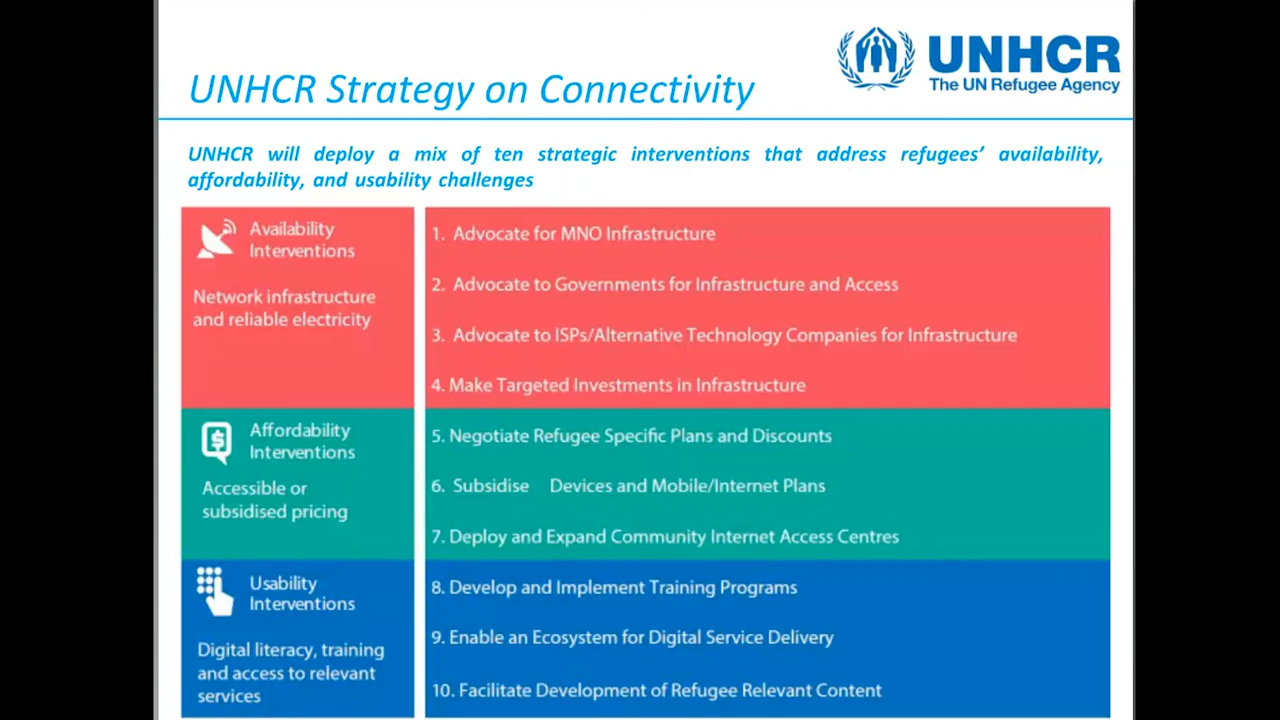 UNHCR
The UN Refugee Agency
UNHCR Strategy on Connectivity
UNHCR will deploy a mix of ten strategic interventions that address refugees’ availability,
affordability, and usability challenges
Availability
Interventions
Network infrastructure
and reliable electricity
1. Advocate for MNO Infrastructure
2. Advocate to Governments for Infrastructure and Access
3. Advocate to ISPs/Alternative Technology Companies for Infrastructure
4. Make Targeted Investments in Infrastructure
Affordability
Interventions
Accessible or
subsidised pricing
5. Negotiate Refugee Specific Plans and Discounts
6. Subsidise Devices and Mobile/Internet Plans
7. Deploy and Expand Community Internet Access Centres
Usability
Interventions
Digital literacy, training
and access to relevant
services
8. Develop and Implement Training Programs
9. Enable an Ecosystem for Digital Service Delivery
10. Facilitate Development of Refugee Relevant Content